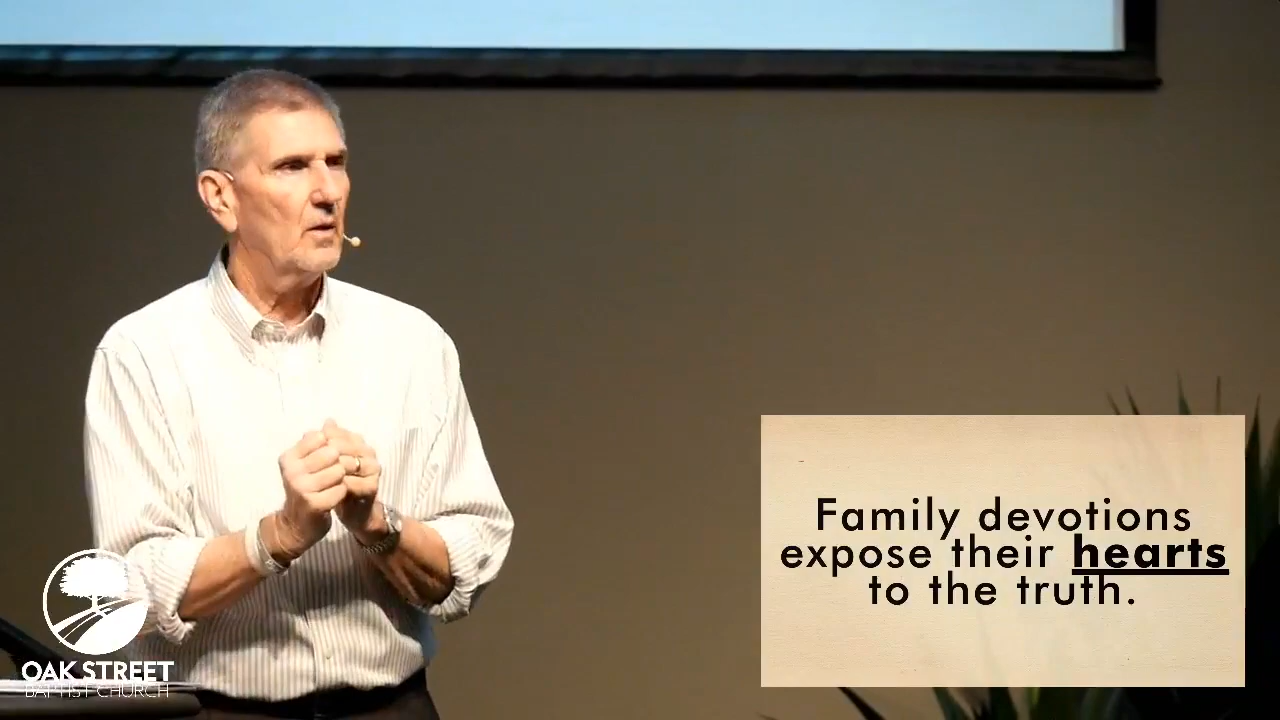 Family devotions
expose their hearts
to the truth.
OAK STREET
BAPTIST CHURCH